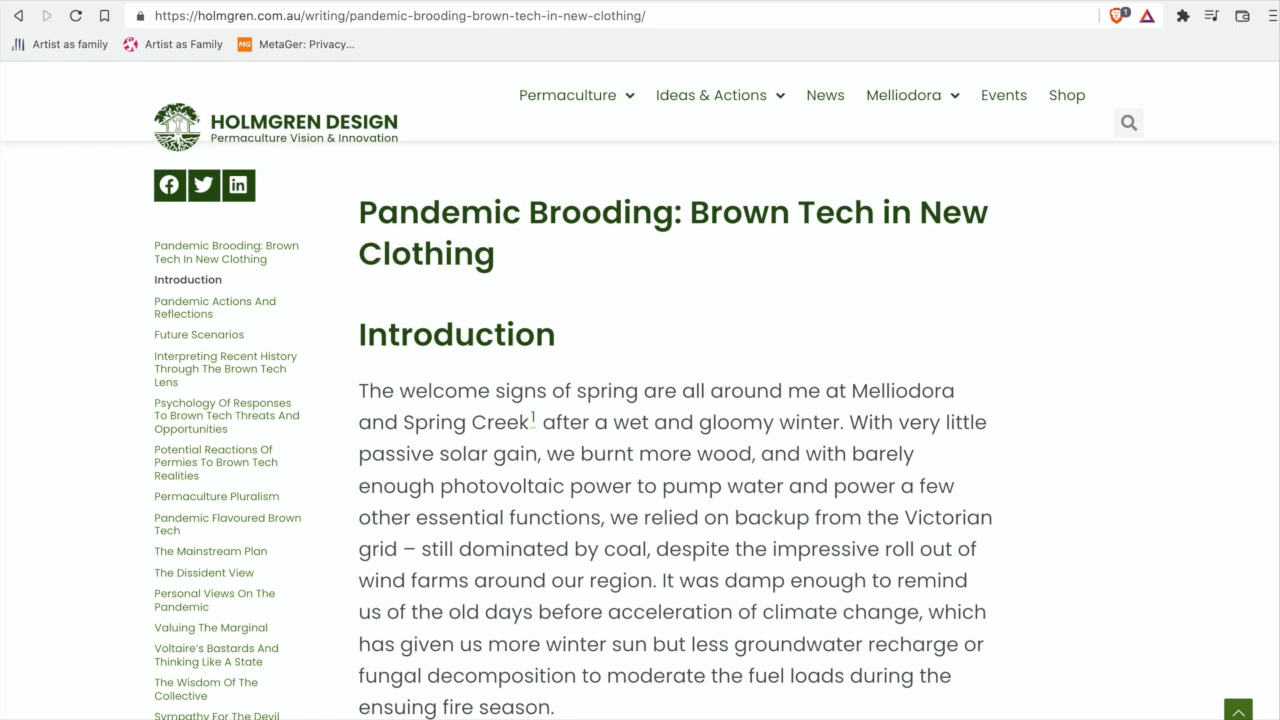 https://holmgren.com.au/writing/pandemic-brooding-brown-tech-in-new-clothing/
1
Artist as family
Artist as Family
MG
MetaGer: Privacy...
Permaculture
Ideas & Actions
News
Melliodora
Events
Shop
HOLMGREN DESIGN
Permaculture Vision & Innovation
Pandemic Brooding: Brown
Tech In New Clothing
Introduction
Pandemic Actions And
Reflections
Future Scenarios
Interpreting Recent History
Through The Brown Tech
Lens
Psychology Of Responses
To Brown Tech Threats And
Opportunities
Potential Reactions Of
Permies To Brown Tech
Realities
Permaculture Pluralism
Pandemic Flavoured Brown
Tech
The Mainstream Plan
The Dissident View
Personal Views On The
Pandemic
Valuing The Marginal
Voltaire's Bastards And
Thinking Like A State
The Wisdom Of The
Collective
Sympathy For The Devil
Pandemic Brooding: Brown Tech in New
Clothing
Introduction
The welcome signs of spring are all around me at Melliodora
and Spring Creek1 after a wet and gloomy winter. With very little
passive solar gain, we burnt more wood, and with barely
enough photovoltaic power to pump water and power a few
other essential functions, we relied on backup from the Victorian
grid – still dominated by coal, despite the impressive roll out of
wind farms around our region. It was damp enough to remind
us of the old days before acceleration of climate change, which
has given us more winter sun but less groundwater recharge or
fungal decomposition to moderate the fuel loads during the
ensuing fire season.